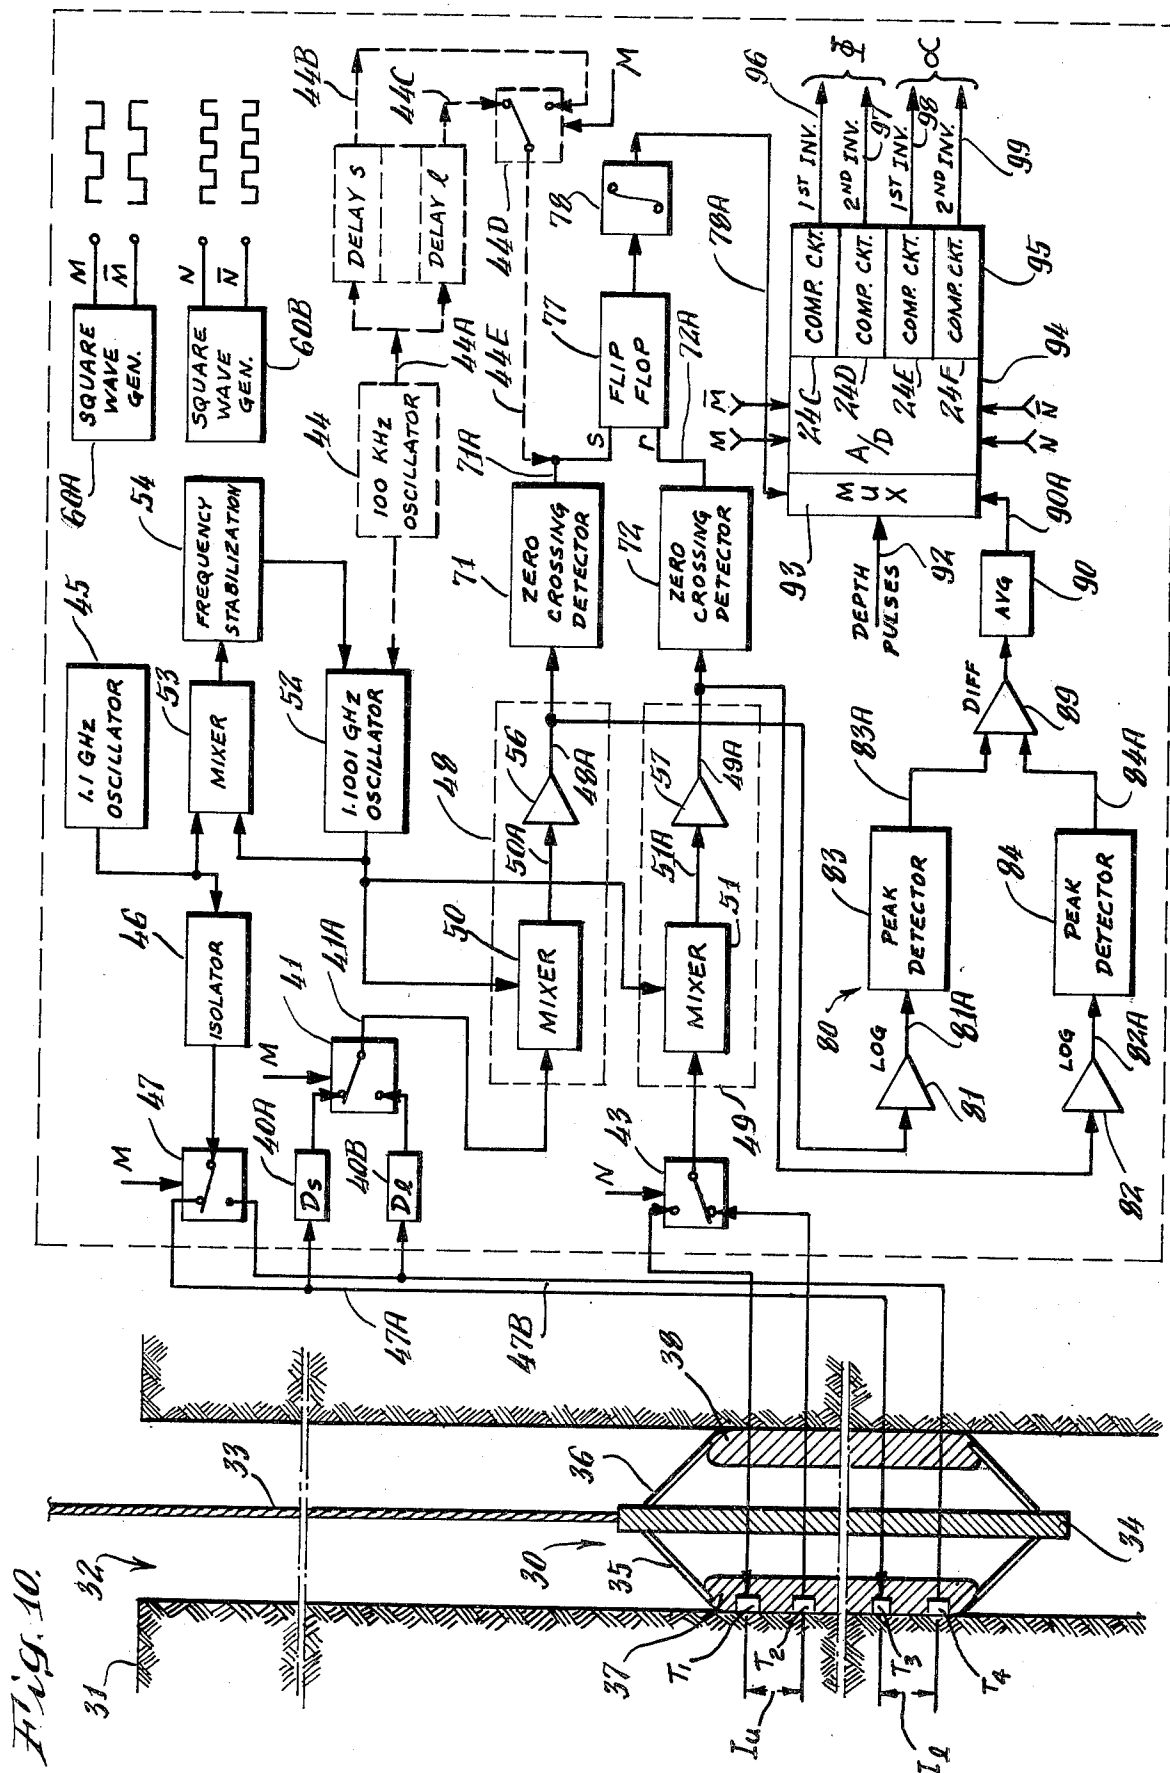 Fig. 10.
45
1.1 GHz
OSCILLATOR
54
FREQUENCY
STABILIZATION
60A
SQUARE
WAVE
GEN.
M
M̄
SQUARE
WAVE
GEN.
60B
N
N̄
46
ISOLATOR
53
MIXER
52
1.1001 GHz
OSCILLATOR
44
100 KHz
OSCILLATOR
44A
DELAY s
DELAY l
44B
44C
44D
44E
M
47
M
40A
Ds
40B
Dl
41
M
41A
48
50
MIXER
50A
56
48A
71
ZERO
CROSSING
DETECTOR
71A
S
r
77
FLIP
FLOP
78
78A
43
N
49
MIXER
51
51A
57
49A
72
ZERO
CROSSING
DETECTOR
72A
47A
47B
80
LOG
81
81A
83
PEAK
DETECTOR
83A
LOG
82
82A
84
PEAK
DETECTOR
84A
DIFF
89
AVG
90
90A
DEPTH
PULSES
92
93
MUX
A/D
M
M̄
N
N̄
94
24C
24D
24E
24F
COMP. CKT.
COMP. CKT.
COMP. CKT.
COMP. CKT.
95
1ST INV.
2ND INV.
1ST INV.
2ND INV.
96
97
98
99
Φ
α
31
32
33
30
35
36
37
38
34
T1
T2
T3
T4
Iu
Il